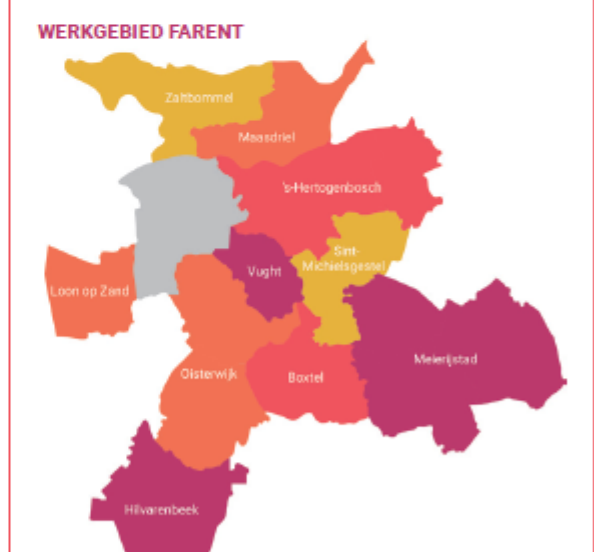 WERKGEBIED FARENT
Zaltbommel
Maasdriel
's-Hertogenbosch
Sint-
Michielsgestel
Vught
Loon op Zand
Meierijstad
Oisterwijk
Boxtel
Hilvarenbeek